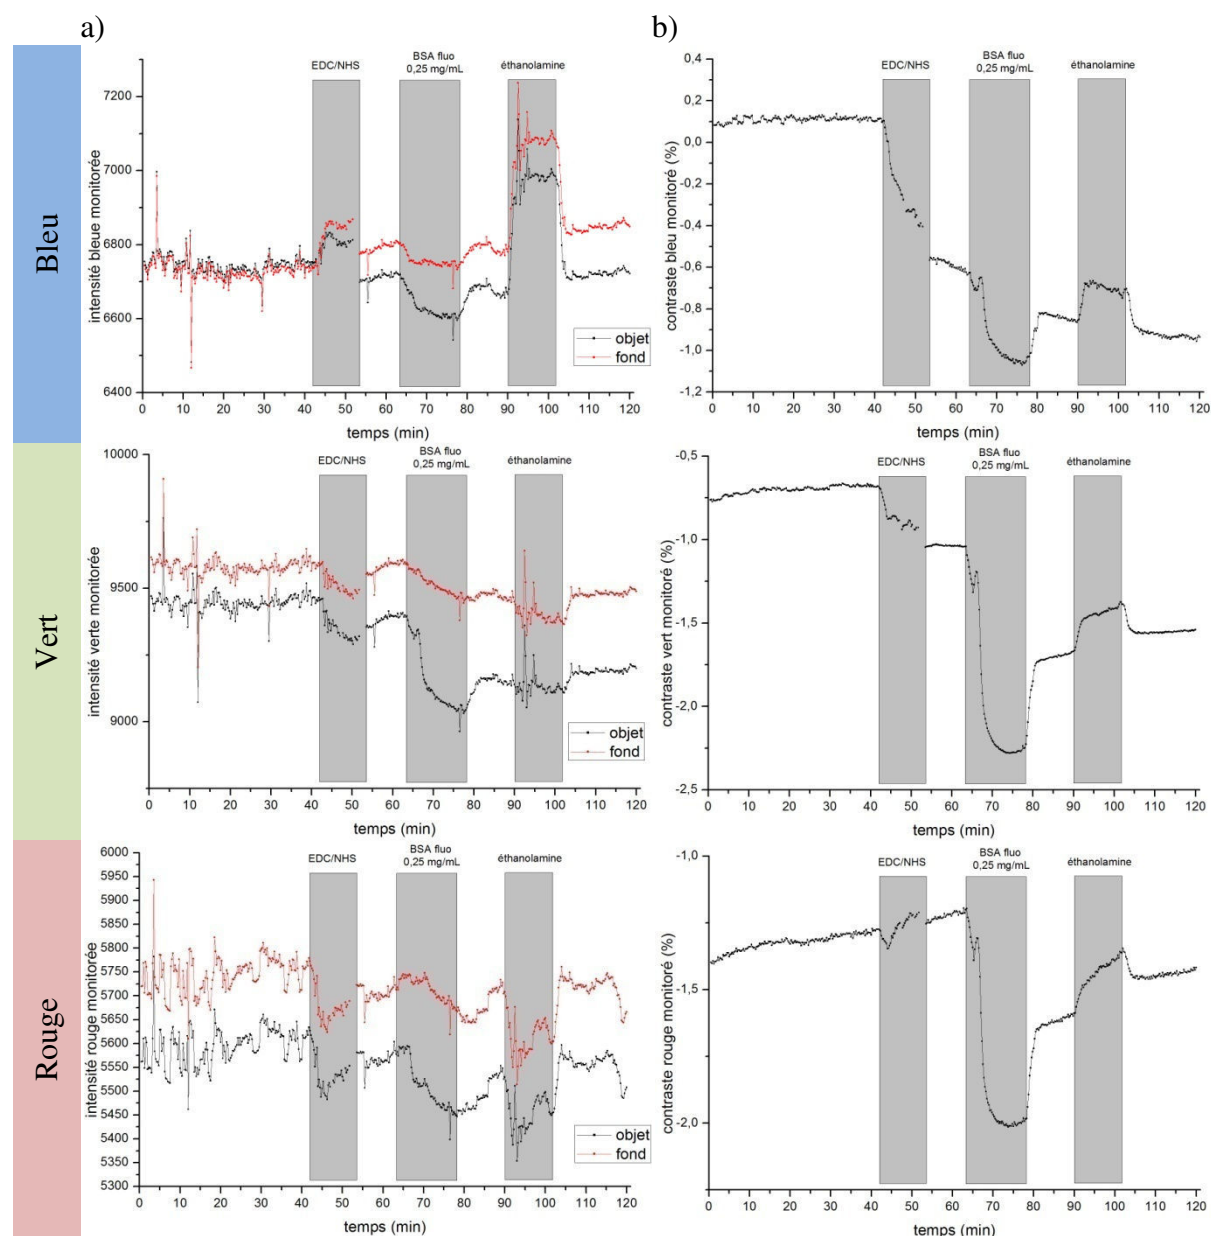 a)
b)
Bleu
EDC/NHS
BSA fluo
0,25 mg/mL
éthanolamine
intensité bleue monitorée
7200
7000
6800
6600
6400
objet
fond
0 10 20 30 40 50 60 70 80 90 100 110 120
temps (min)
EDC/NHS
BSA fluo
0,25 mg/mL
éthanolamine
contraste bleu monitoré (%)
0,4
0,2
0,0
-0,2
-0,4
-0,6
-0,8
-1,0
-1,2
0 10 20 30 40 50 60 70 80 90 100 110 120
temps (min)
Vert
EDC/NHS
BSA fluo
0,25 mg/mL
éthanolamine
intensité verte monitorée
10000
9500
9000
objet
fond
0 10 20 30 40 50 60 70 80 90 100 110 120
temps (min)
EDC/NHS
BSA fluo
0,25 mg/mL
éthanolamine
contraste vert monitoré (%)
-0,5
-1,0
-1,5
-2,0
-2,5
0 10 20 30 40 50 60 70 80 90 100 110 120
temps (min)
Rouge
EDC/NHS
BSA fluo
0,25 mg/mL
éthanolamine
intensité rouge monitorée
6000
5950
5900
5850
5800
5750
5700
5650
5600
5550
5500
5450
5400
5350
5300
objet
fond
0 10 20 30 40 50 60 70 80 90 100 110 120
temps (min)
EDC/NHS
BSA fluo
0,25 mg/mL
éthanolamine
contraste rouge monitoré (%)
-1,0
-1,5
-2,0
0 10 20 30 40 50 60 70 80 90 100 110 120
temps (min)